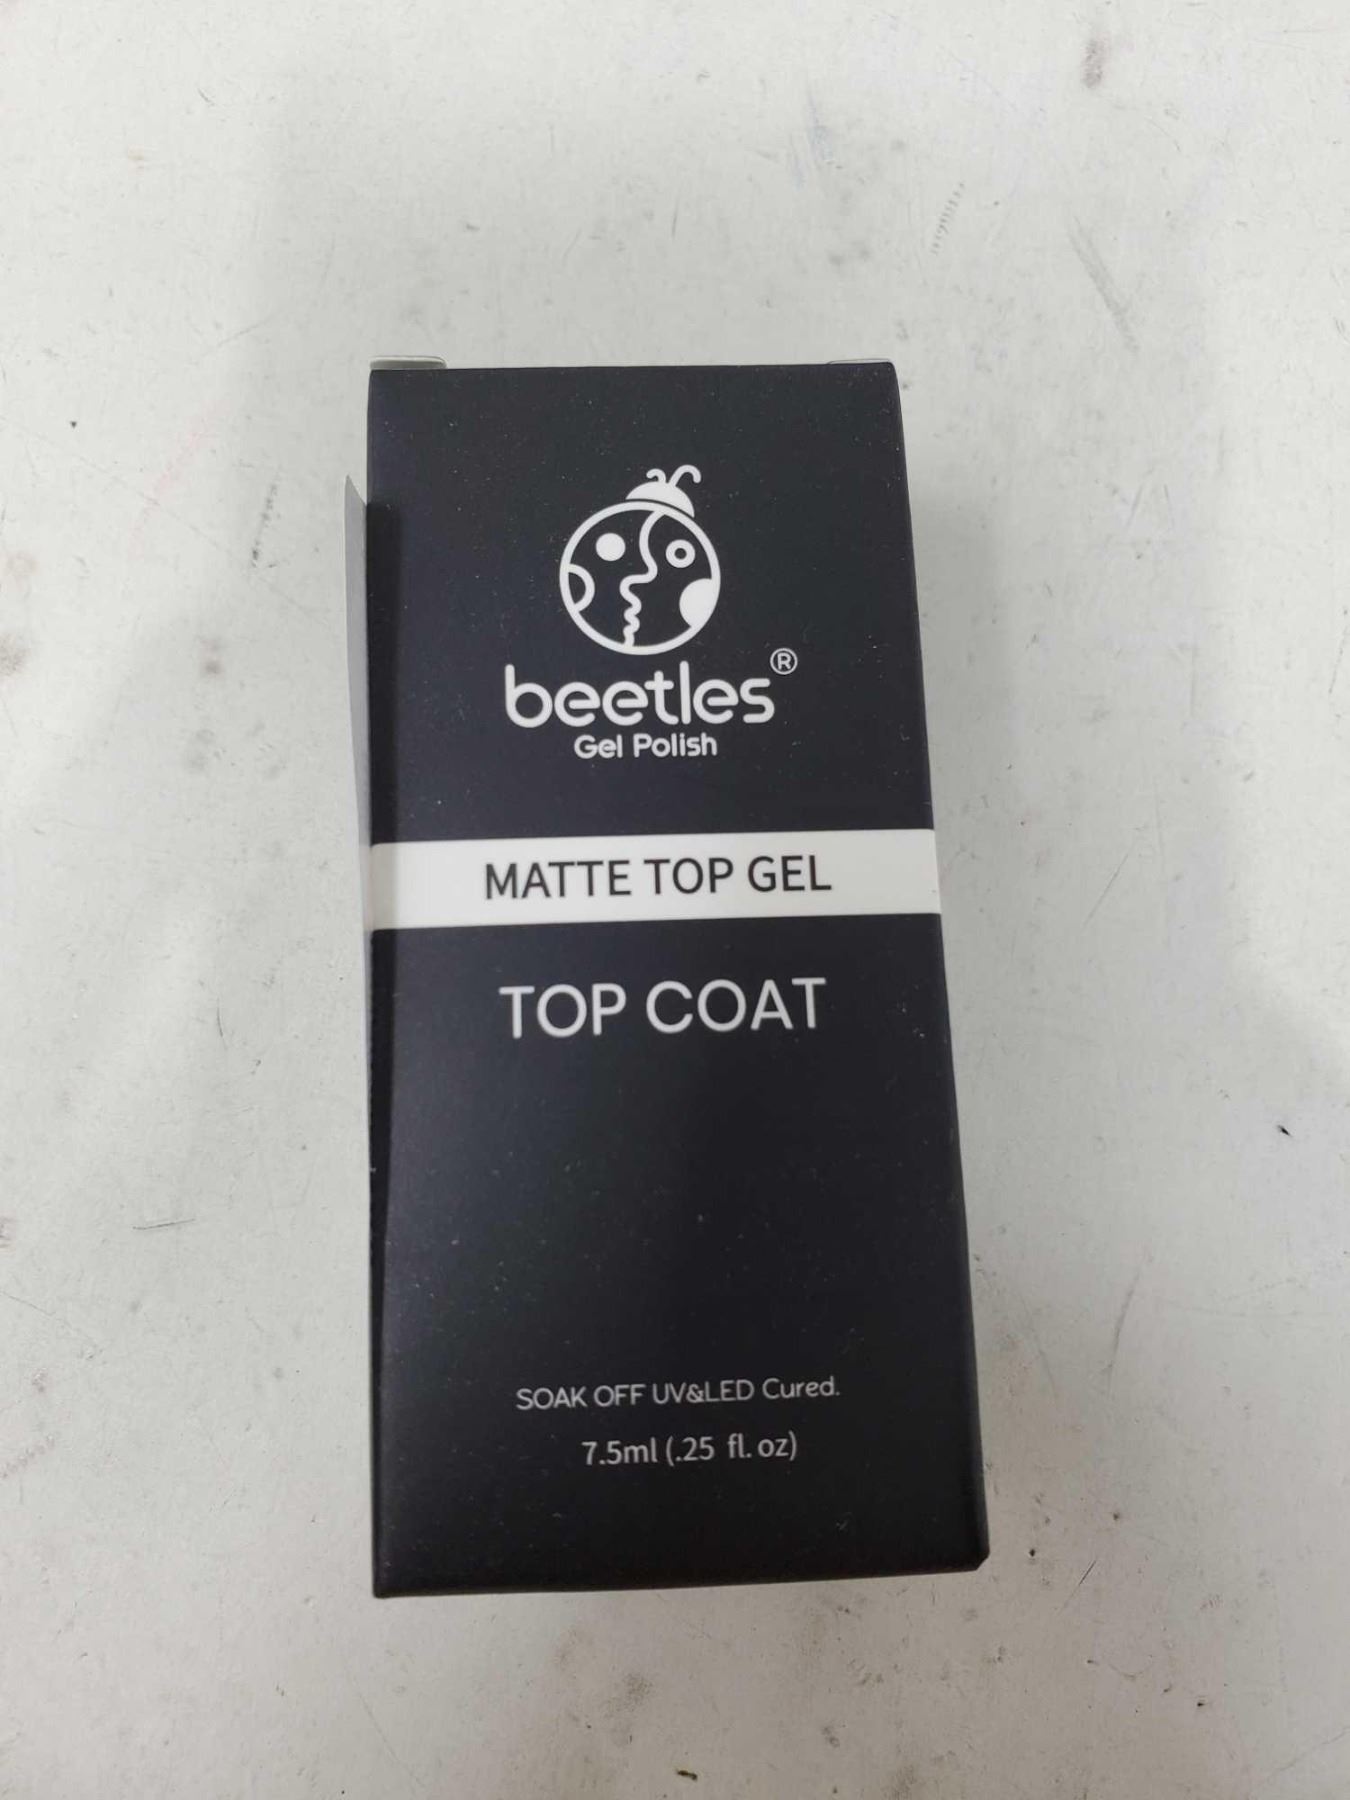 beetles®
Gel Polish
MATTE TOP GEL
TOP COAT
SOAK OFF UV&LED Cured.
7.5ml (.25 fl. oz)